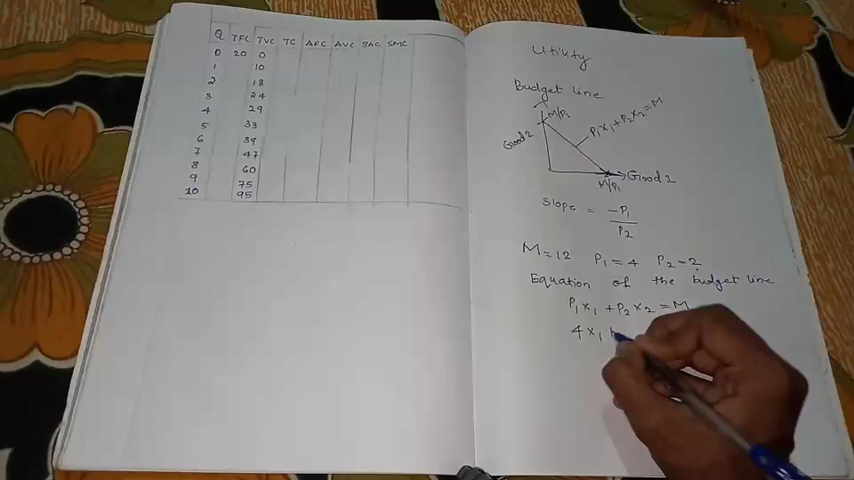 Q TFC TVC TC AFC AVC SAC SMC
0 20 0
1 10
2 18
3 24
4 29
5 33
6 39
7 47
8 60
9 75
10 95
Utility
Budget line
M/P2
P1x1+P2x2=M
Good 2
Good 1
M/P1
Slope = -P1
P2
M=12 P1=4 P2-2
Equation of the budget line
P1x1+P2x2=M
4x1